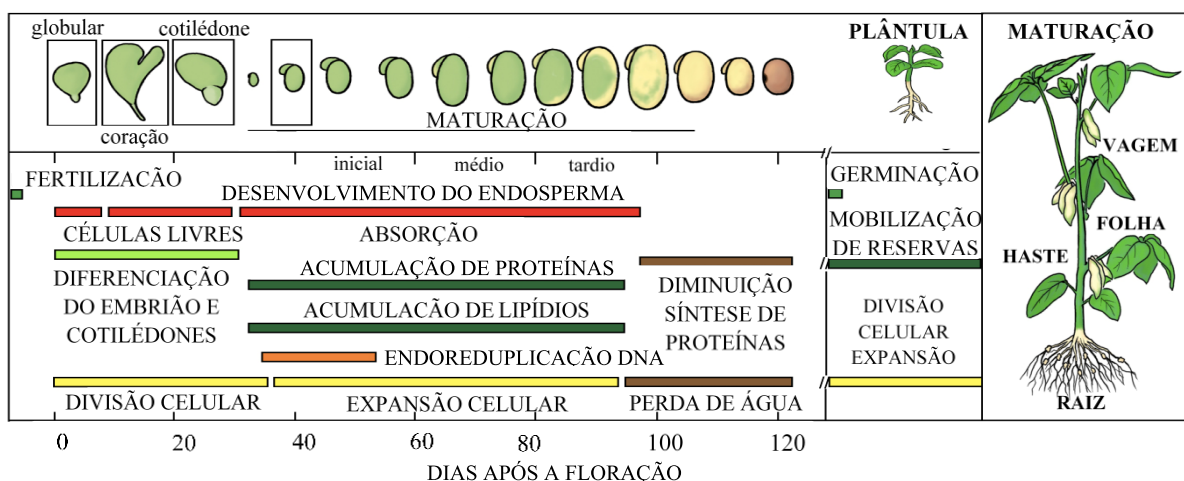 globular
cotilédone
coração
MATURAÇÃO
PLÂNTULA
MATURAÇÃO
VAGEM
FOLHA
HASTE
RAIZ
inicial
médio
tardio
FERTILIZACÃO
DESENVOLVIMENTO DO ENDOSPERMA
CÉLULAS LIVRES
ABSORÇÃO
DIFERENCIAÇÃO
DO EMBRIÃO E
COTILÉDONES
ACUMULAÇÃO DE PROTEÍNAS
ACUMULACÃO DE LIPÍDIOS
ENDOREDUPLICAÇÃO DNA
DIMINUIÇÃO
SÍNTESE DE
PROTEÍNAS
DIVISÃO CELULAR
EXPANSÃO CELULAR
PERDA DE ÁGUA
GERMINAÇÃO
MOBILIZAÇÃO
DE RESERVAS
DIVISÃO
CELULAR
EXPANSÃO
0 20 40 60 80 100 120
DIAS APÓS A FLORAÇÃO